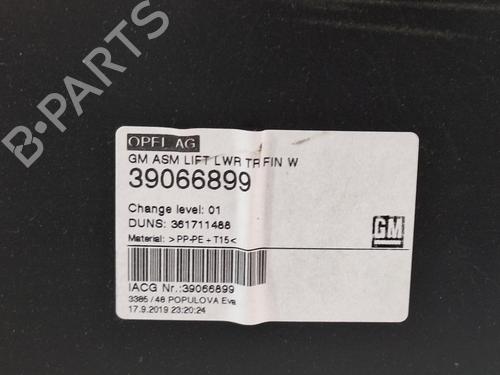 B-PARTS
OPEL AG
GM ASM LIFT LWR TR FIN W
39066899
Change level: 01
DUNS: 361711488
Material: >PP-PE + T15<
GM
IACG Nr.:39066899
3385 / 48 POPULOVA Eva
17.9.2019 23:20:24